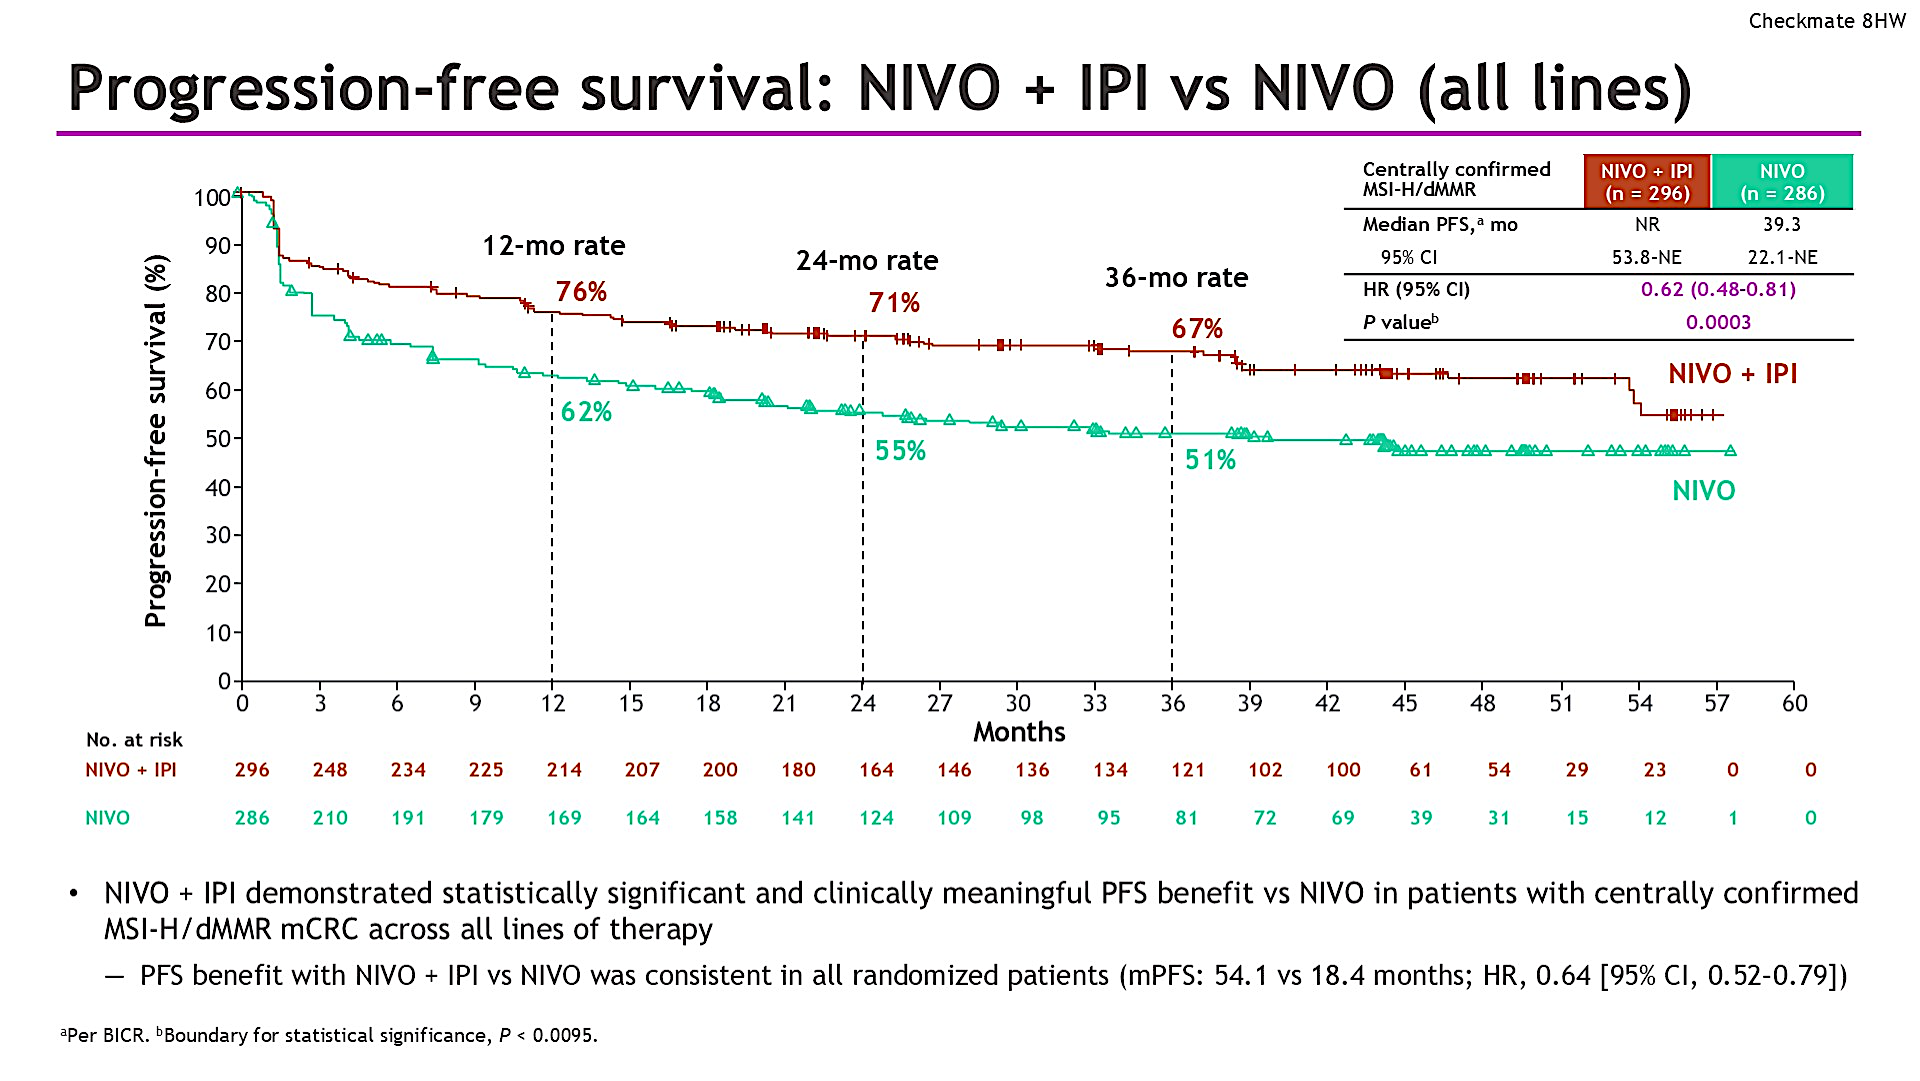 Checkmate 8HW
Progression-free survival: NIVO + IPI vs NIVO (all lines)
Centrally confirmed MSI-H/dMMR
NIVO + IPI (n = 296)
NIVO (n = 286)
Median PFS,ᵃ mo NR 39.3
95% CI 53.8-NE 22.1-NE
HR (95% CI) 0.62 (0.48-0.81)
P valueᵇ 0.0003
Progression-free survival (%)
100
90
80
70
60
50
40
30
20
10
0
12-mo rate
76%
62%
24-mo rate
71%
55%
36-mo rate
67%
51%
NIVO + IPI
NIVO
0 3 6 9 12 15 18 21 24 27 30 33 36 39 42 45 48 51 54 57 60
Months
No. at risk
NIVO + IPI 296 248 234 225 214 207 200 180 164 146 136 134 121 102 100 61 54 29 23 0 0
NIVO 286 210 191 179 169 164 158 141 124 109 98 95 81 72 69 39 31 15 12 1 0
• NIVO + IPI demonstrated statistically significant and clinically meaningful PFS benefit vs NIVO in patients with centrally confirmed
MSI-H/dMMR mCRC across all lines of therapy
— PFS benefit with NIVO + IPI vs NIVO was consistent in all randomized patients (mPFS: 54.1 vs 18.4 months; HR, 0.64 [95% CI, 0.52-0.79])
ᵃPer BICR. ᵇBoundary for statistical significance, P < 0.0095.